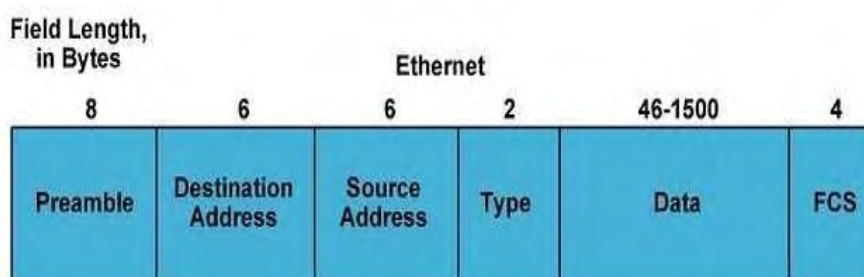 Field Length,
in Bytes
Ethernet
8 6 6 2 46-1500 4
Preamble Destination Address Source Address Type Data FCS